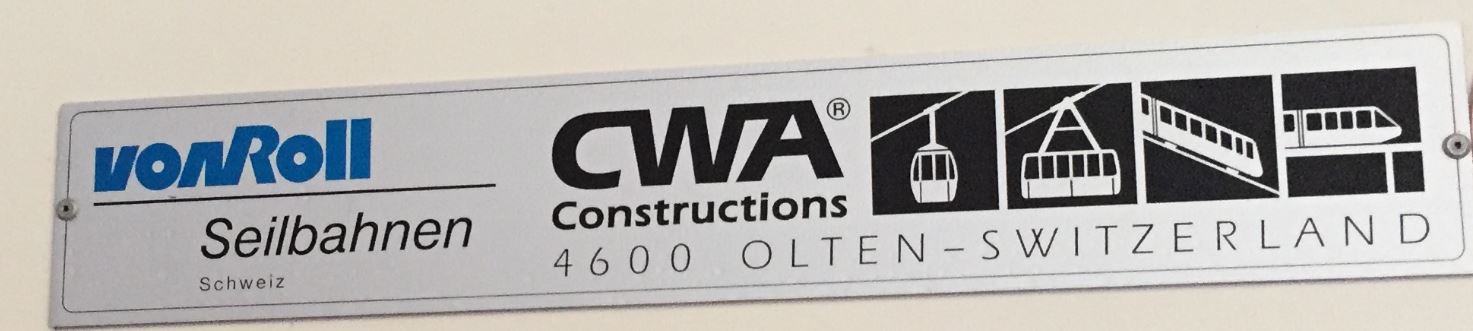 vonRoll
Seilbahnen
Schweiz
CWA®
Constructions
4600 OLTEN–SWITZERLAND